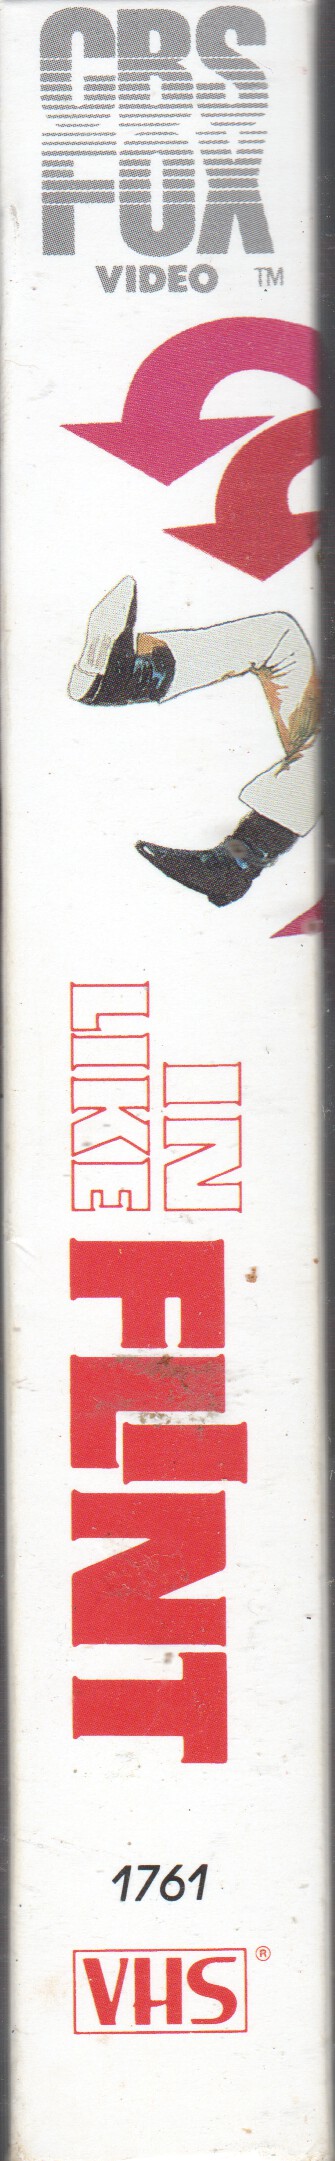 CBS
FOX
VIDEO ™
IN
LIKE
FLINT
1761
VHS®